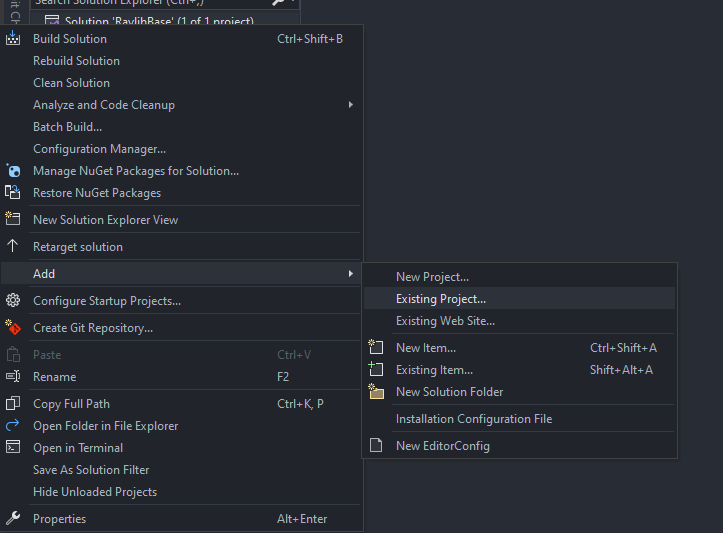 Search Solution Explorer (Ctrl+;)
Solution 'RaylibBase' (1 of 1 project)
Build Solution Ctrl+Shift+B
Rebuild Solution
Clean Solution
Analyze and Code Cleanup
Batch Build...
Configuration Manager...
Manage NuGet Packages for Solution...
Restore NuGet Packages
New Solution Explorer View
Retarget solution
Add
Configure Startup Projects...
Create Git Repository...
Paste Ctrl+V
Rename F2
Copy Full Path Ctrl+K, P
Open Folder in File Explorer
Open in Terminal
Save As Solution Filter
Hide Unloaded Projects
Properties Alt+Enter
New Project...
Existing Project...
Existing Web Site...
New Item... Ctrl+Shift+A
Existing Item... Shift+Alt+A
New Solution Folder
Installation Configuration File
New EditorConfig